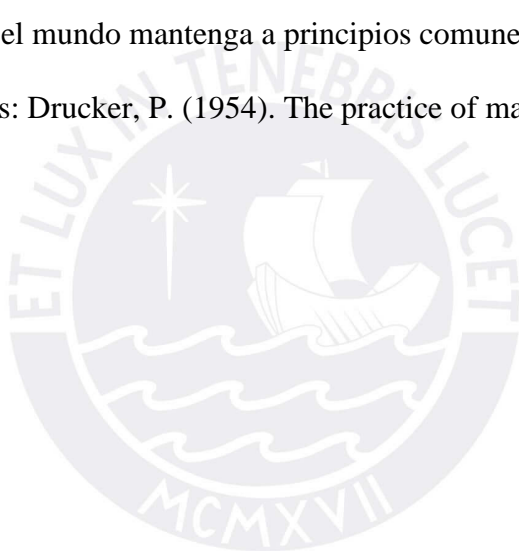 el mundo mantenga a principios comune
s: Drucker, P. (1954). The practice of ma
ET LUX IN TENEBRIS LUCET
MCMXVII